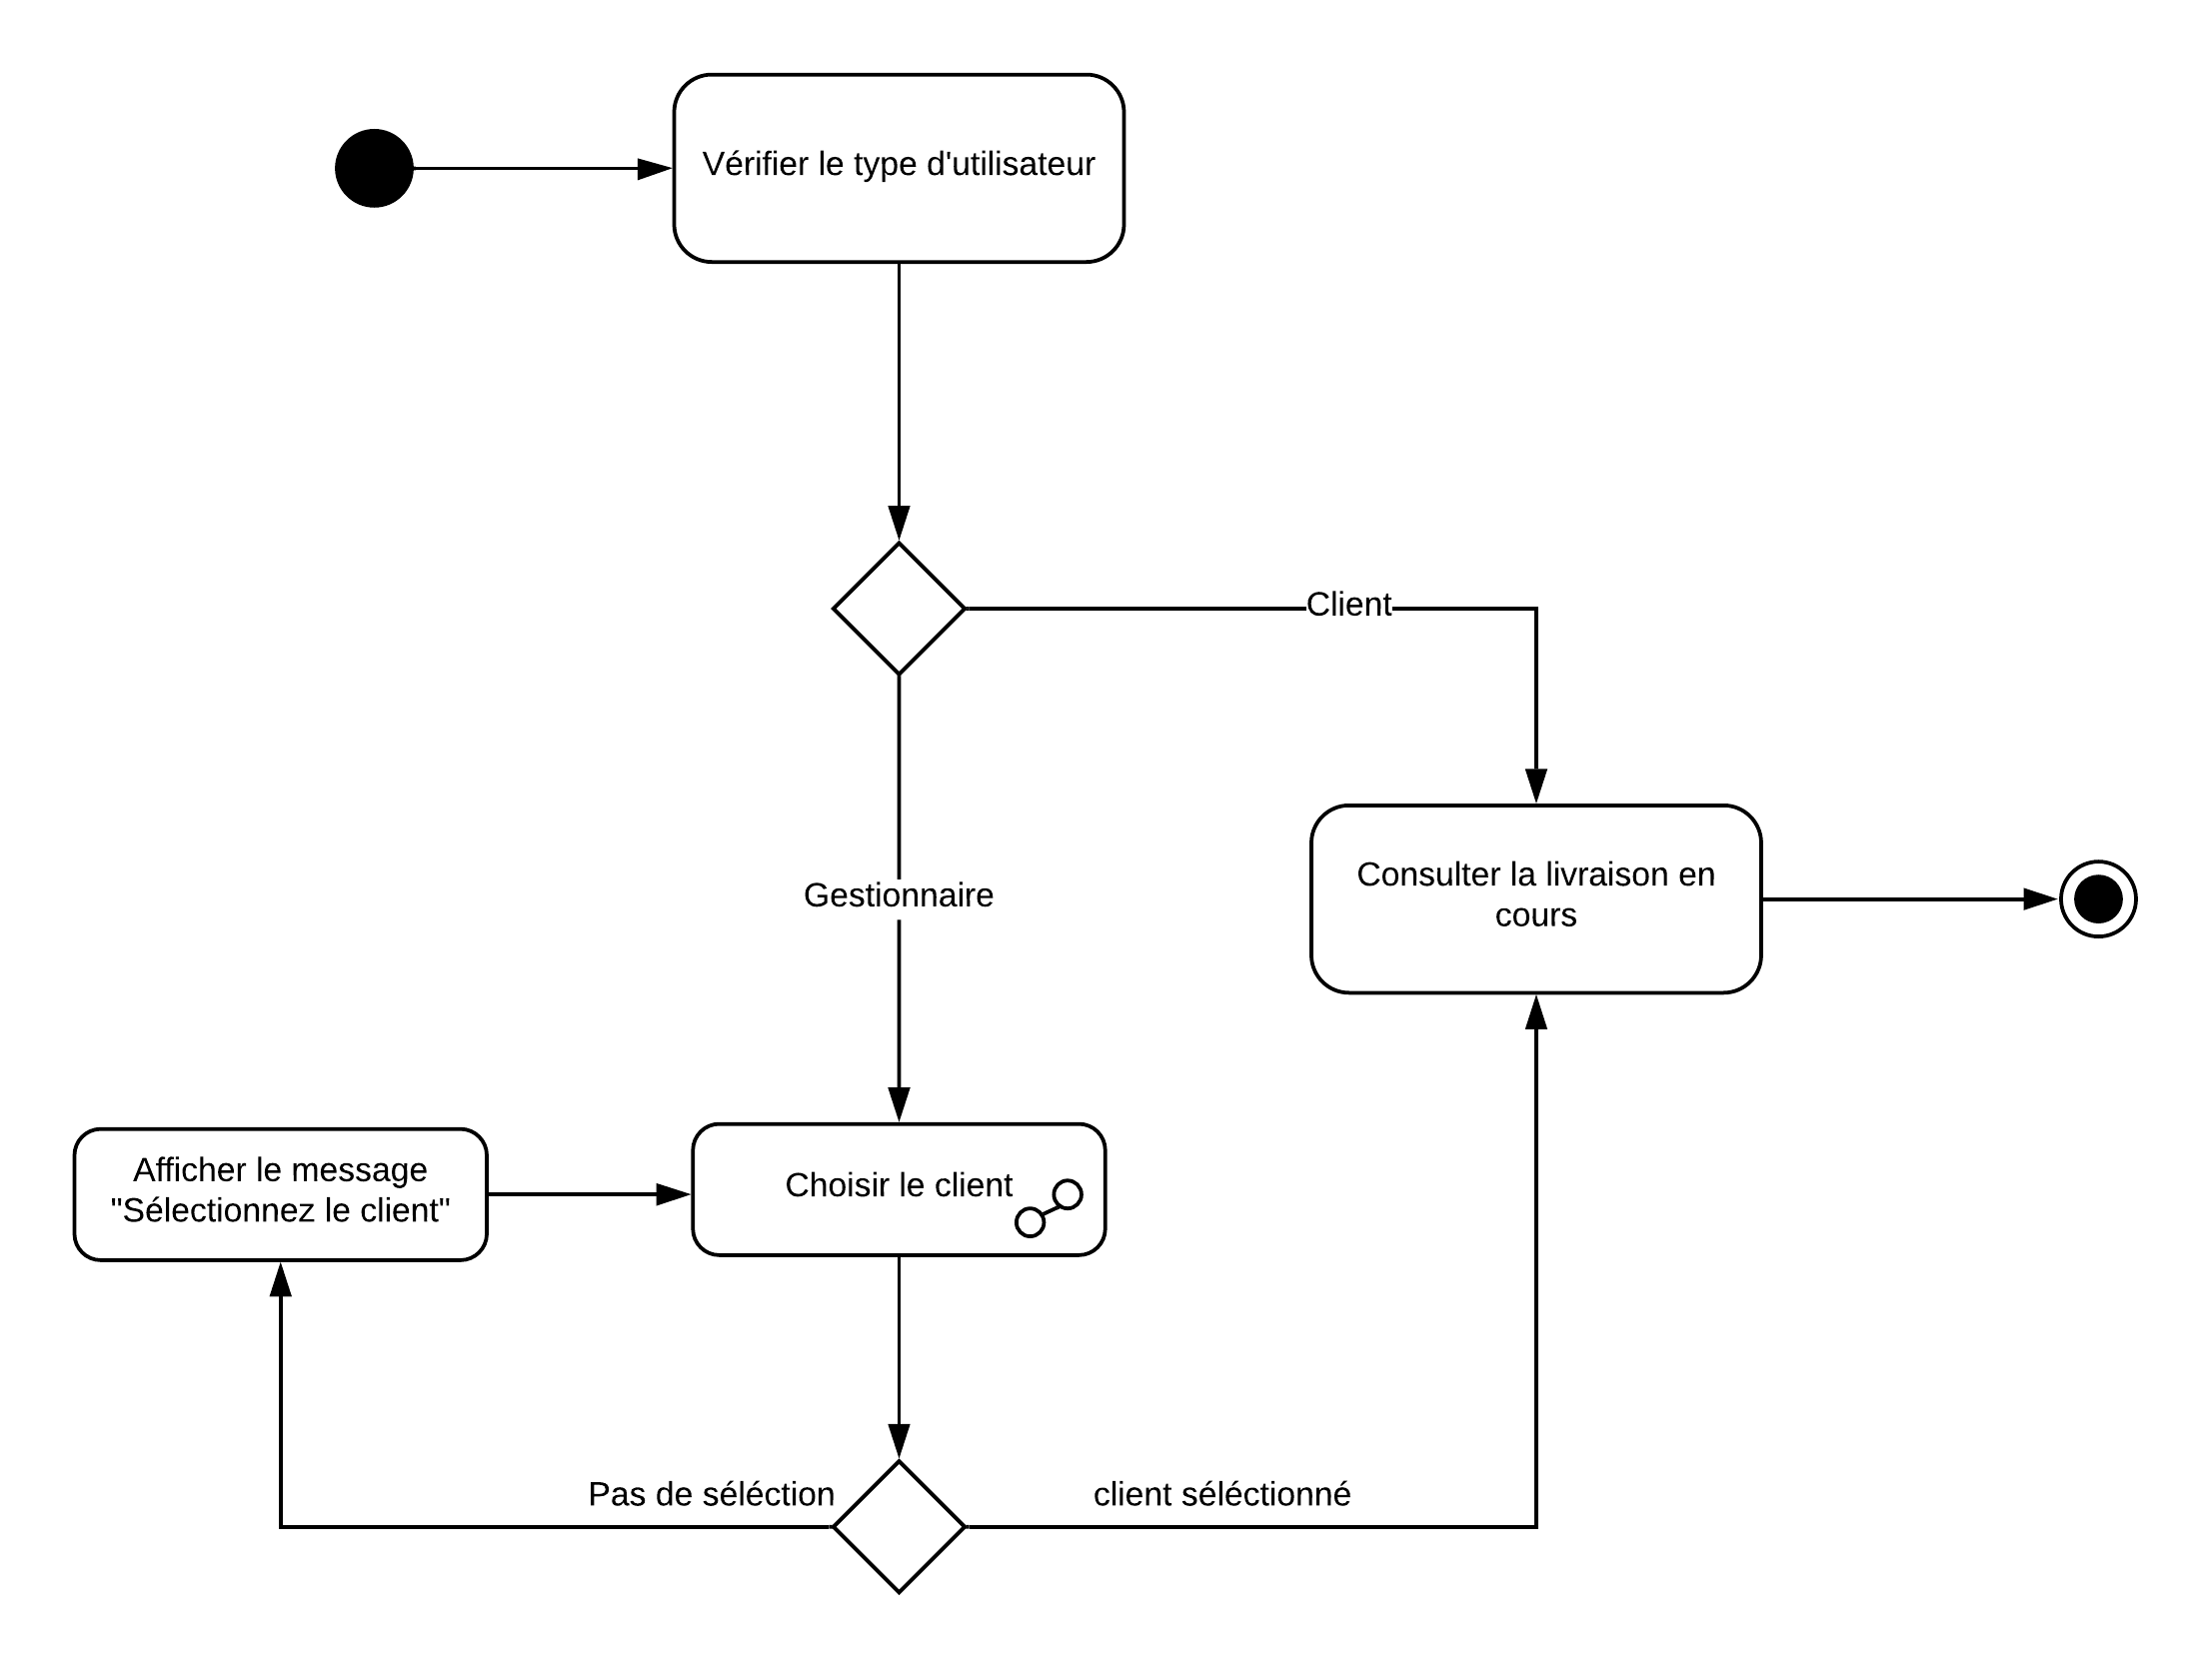 Vérifier le type d'utilisateur
Client
Consulter la livraison en
cours
Gestionnaire
Afficher le message
"Sélectionnez le client"
Choisir le client
Pas de séléction
client séléctionné